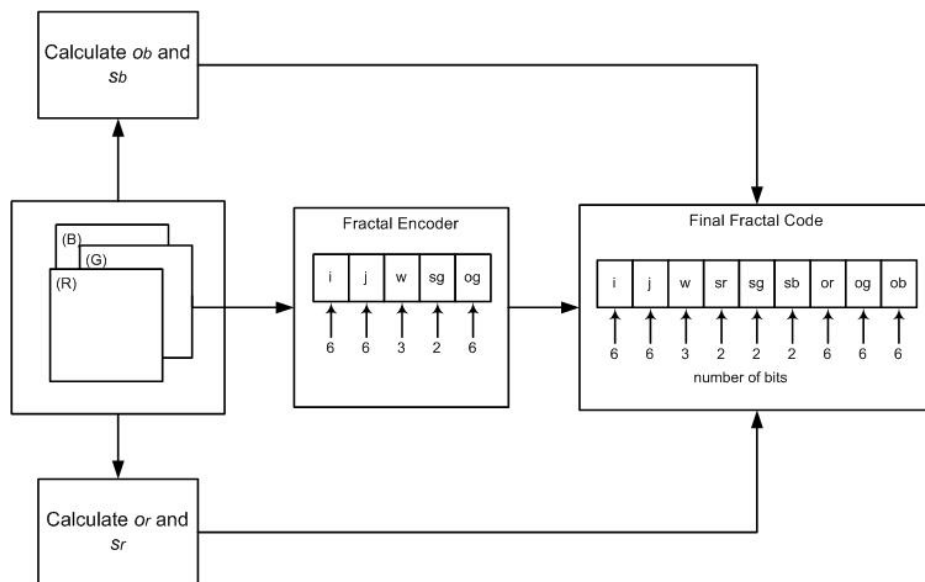 Calculate ob and
sb
(B)
(G)
(R)
Fractal Encoder
i j w sg og
6 6 3 2 6
Final Fractal Code
i j w sr sg sb or og ob
6 6 3 2 2 2 6 6 6
number of bits
Calculate or and
sr